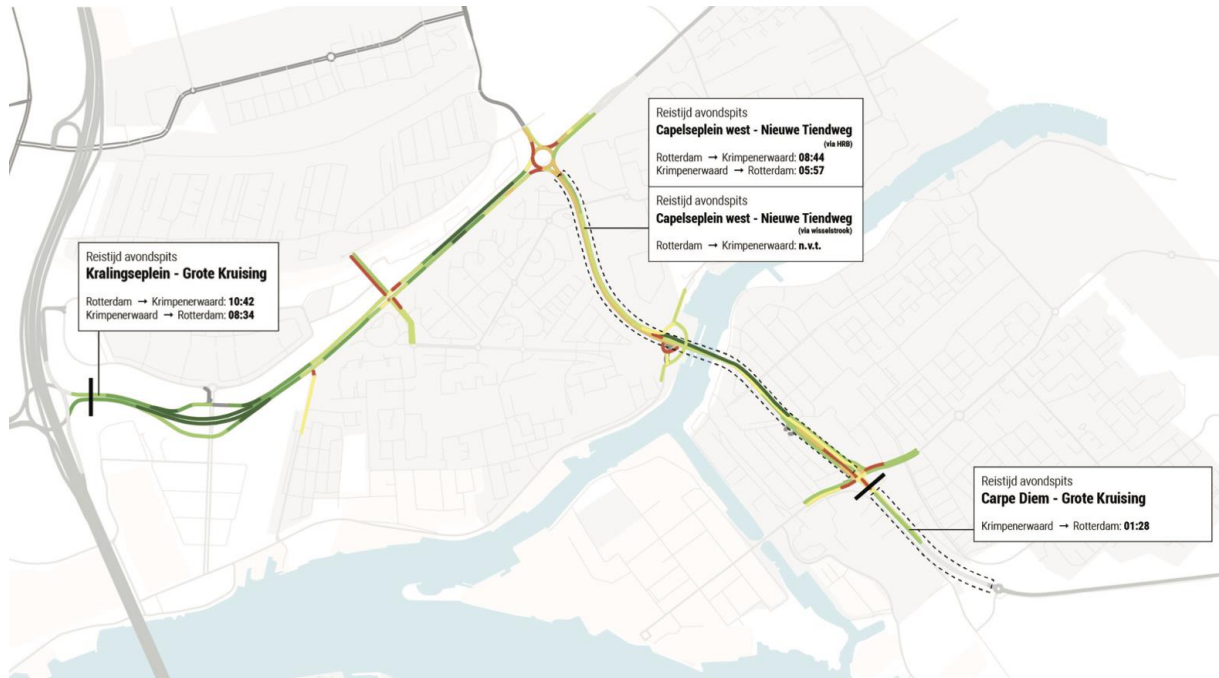 Reistijd avondspits
Capelseplein west - Nieuwe Tiendweg
(via HRB)
Rotterdam → Krimpenerwaard: 08:44
Krimpenerwaard → Rotterdam: 05:57
Reistijd avondspits
Capelseplein west - Nieuwe Tiendweg
(via wisselstrook)
Rotterdam → Krimpenerwaard: n.v.t.
Reistijd avondspits
Kralingseplein - Grote Kruising
Rotterdam → Krimpenerwaard: 10:42
Krimpenerwaard → Rotterdam: 08:34
Reistijd avondspits
Carpe Diem - Grote Kruising
Krimpenerwaard → Rotterdam: 01:28